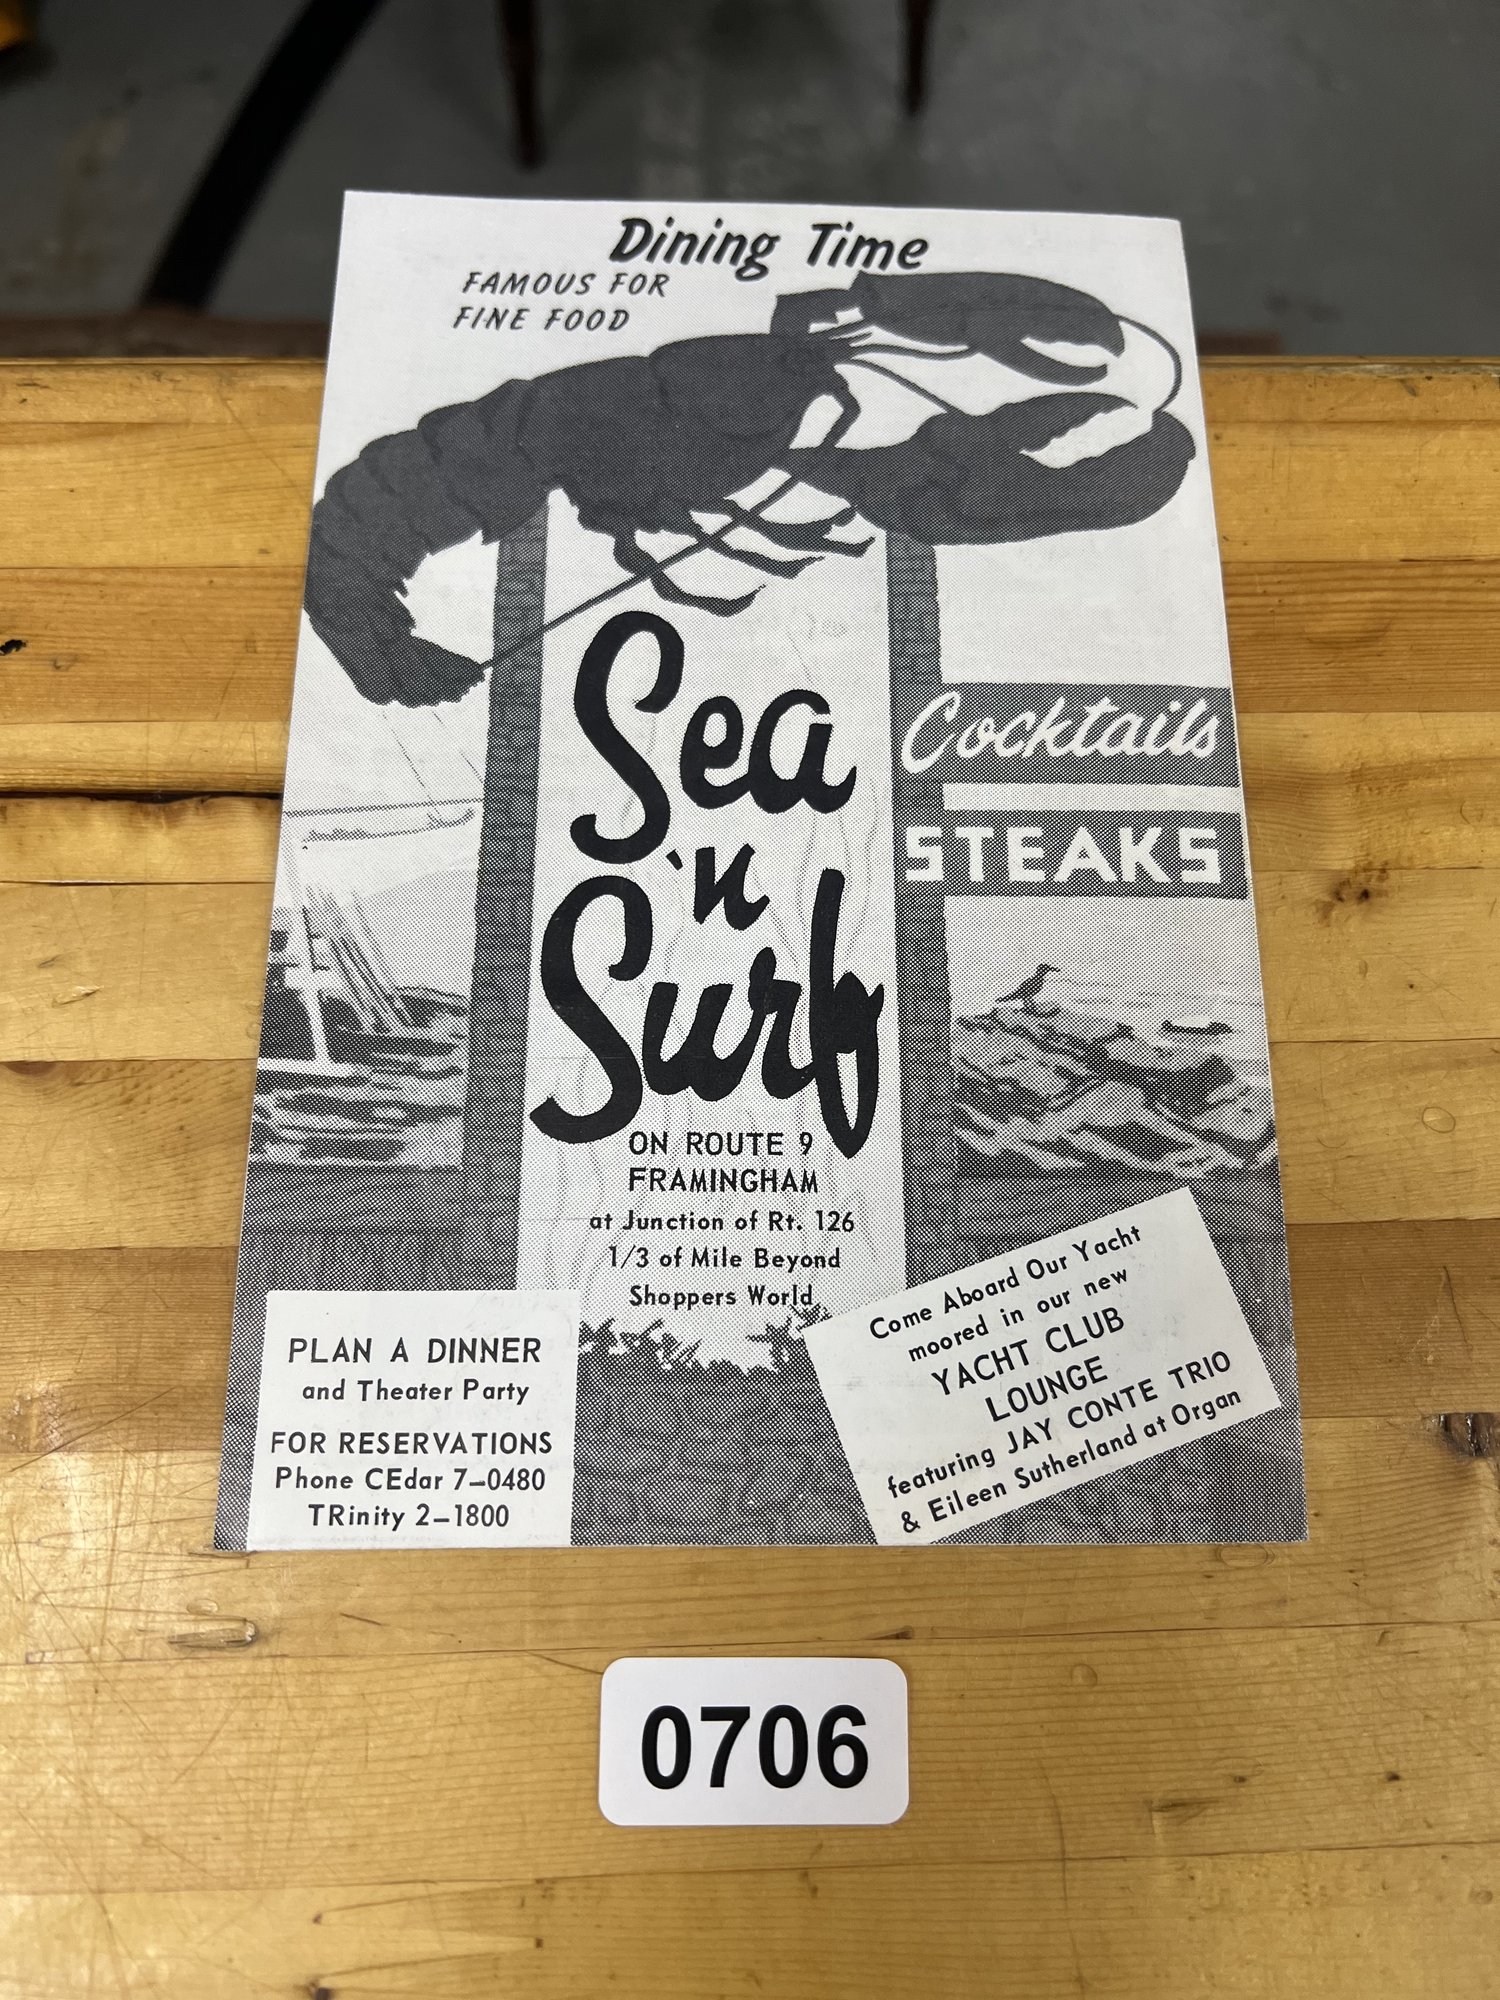 Dining Time
FAMOUS FOR
FINE FOOD
Sea
'n
Surf
Cocktails
STEAKS
ON ROUTE 9
FRAMINGHAM
at Junction of Rt. 126
1/3 of Mile Beyond
Shoppers World
PLAN A DINNER
and Theater Party
FOR RESERVATIONS
Phone CEdar 7-0480
TRinity 2-1800
Come Aboard Our Yacht
moored in our new
YACHT CLUB
LOUNGE
featuring JAY CONTE TRIO
& Eileen Sutherland at Organ
0706